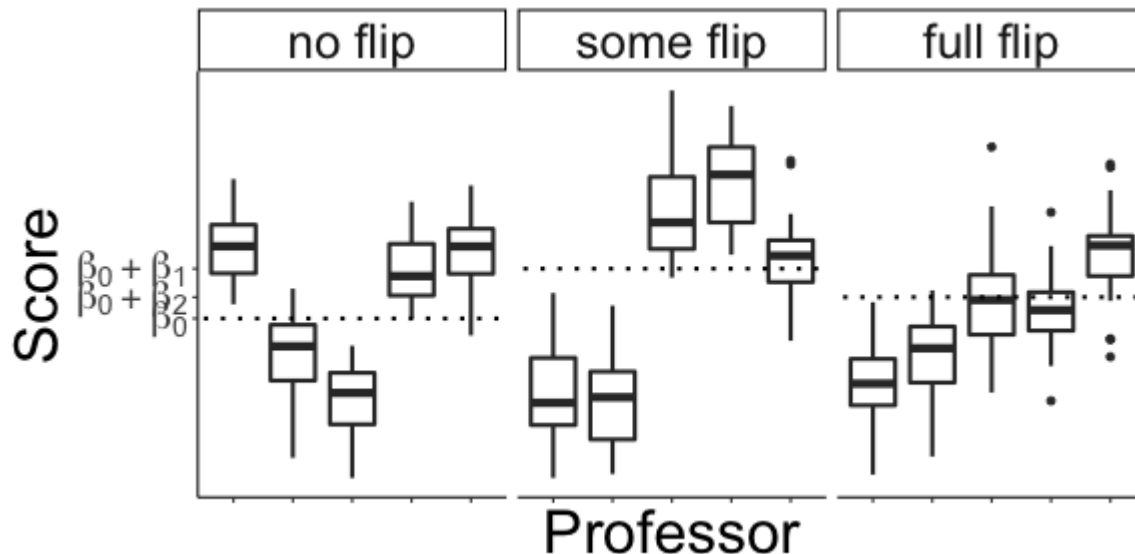 no flip
some flip
full flip
Score
β₀ + β₁
β₀ + β₂
β₀
Professor